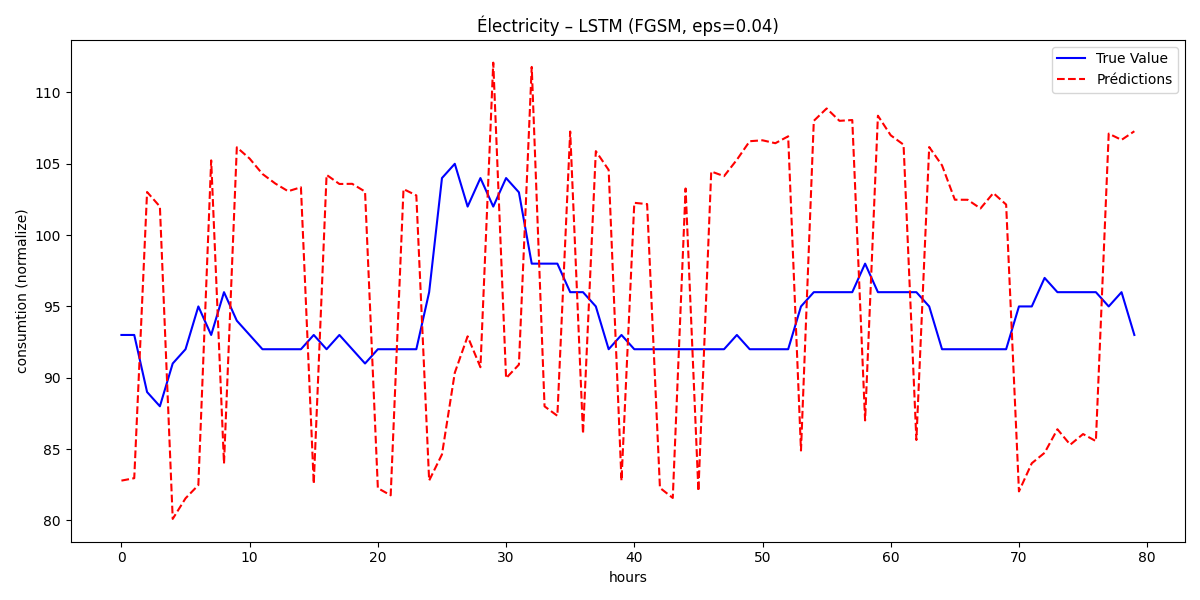 Électricity – LSTM (FGSM, eps=0.04)
True Value
Prédictions
consumtion (normalize)
110
105
100
95
90
85
80
0 10 20 30 40 50 60 70 80
hours